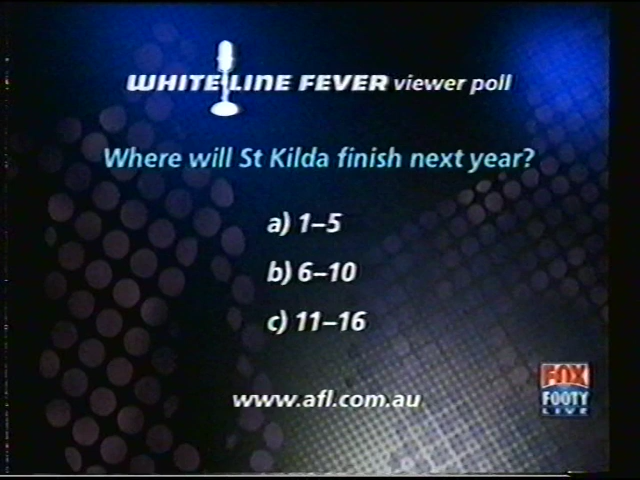 WHITE LINE FEVER viewer poll
Where will St Kilda finish next year?
a) 1–5
b) 6–10
c) 11–16
www.afl.com.au
FOX
FOOTY
LIVE